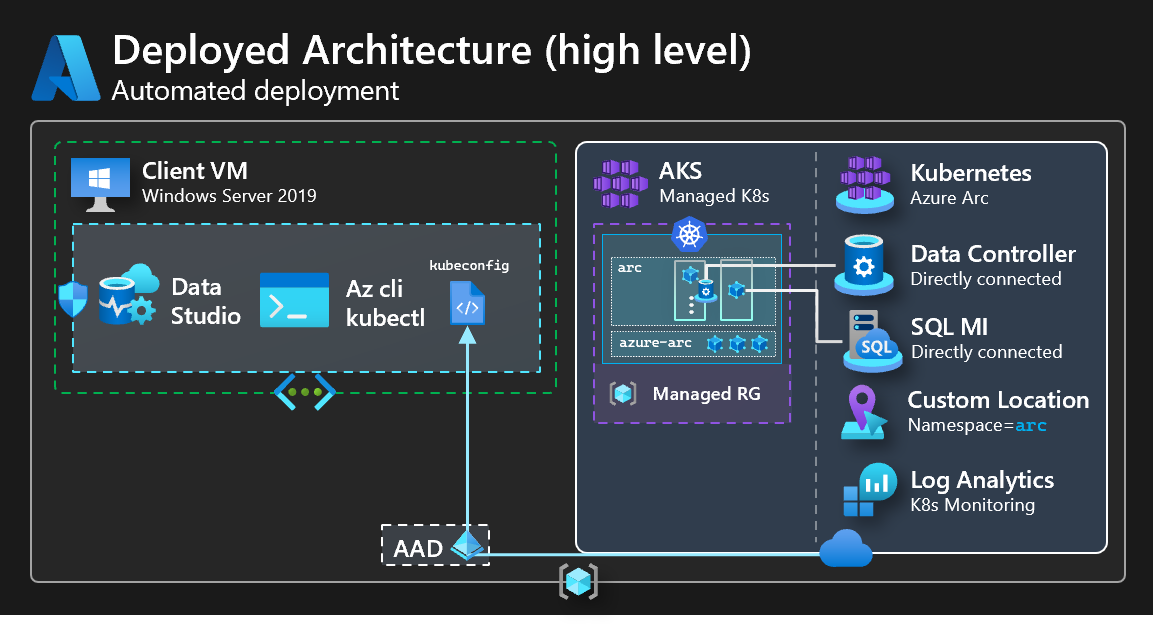 Deployed Architecture (high level)
Automated deployment
Client VM
Windows Server 2019
Data
Studio
Az cli
kubectl
kubeconfig
</>
AAD
AKS
Managed K8s
arc
azure-arc
Managed RG
Kubernetes
Azure Arc
Data Controller
Directly connected
SQL
SQL MI
Directly connected
Custom Location
Namespace=arc
Log Analytics
K8s Monitoring